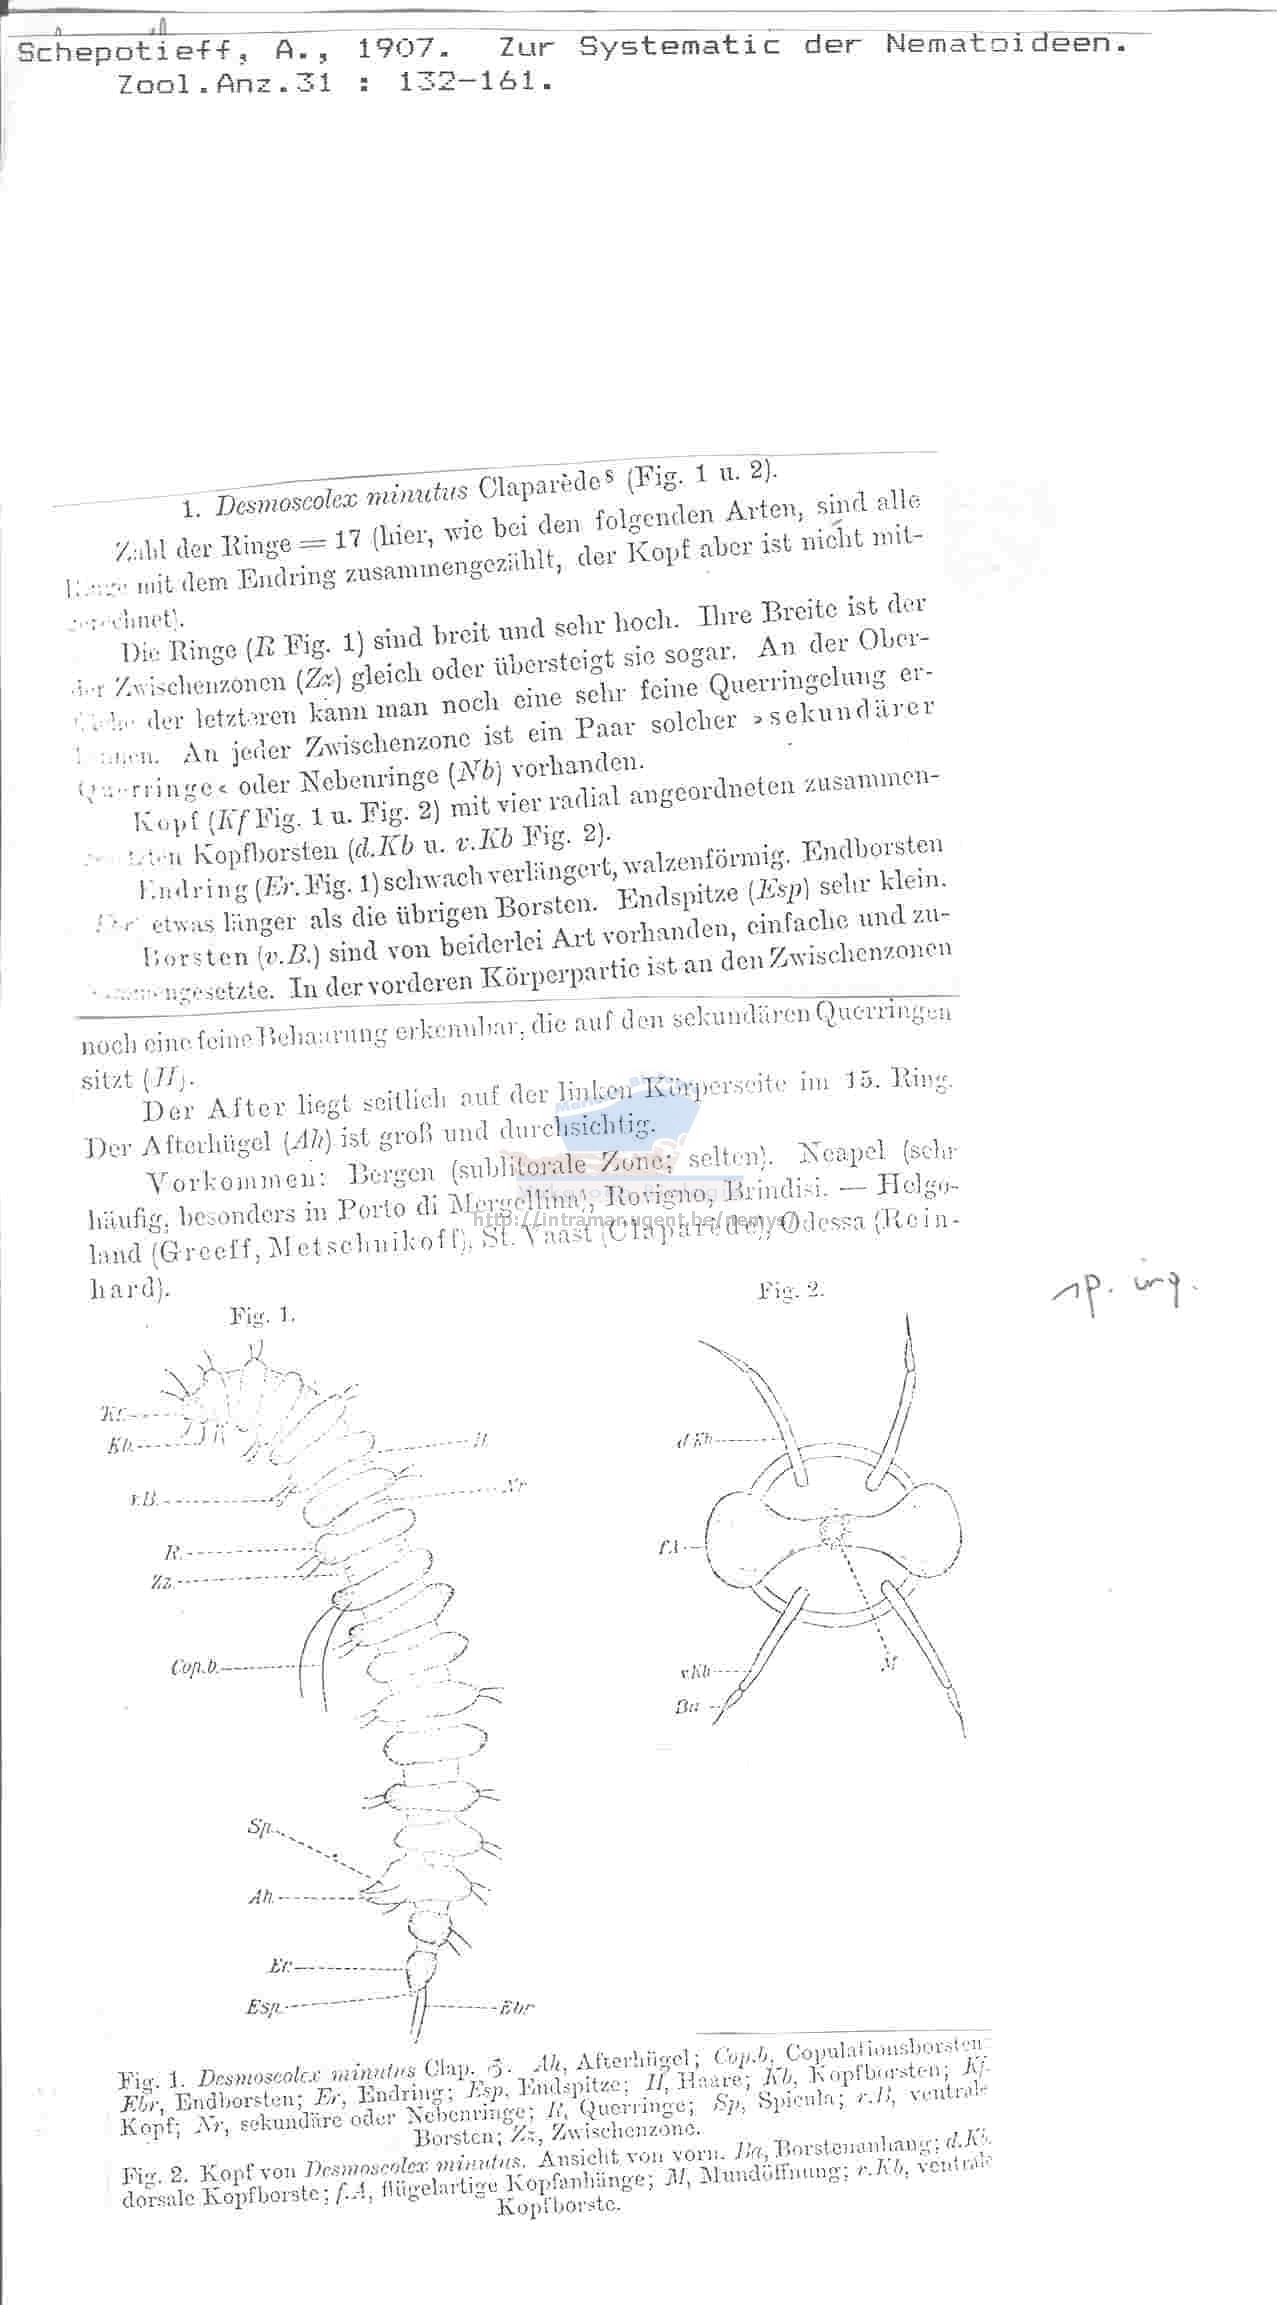 Schepotieff, A., 1907. Zur Systematic der Nematoideen.
Zool.Anz.31 : 132-161.
1. Desmoscolex minutus Claparède⁸ (Fig. 1 u. 2).
Zahl der Ringe = 17 (hier, wie bei den folgenden Arten, sind alle
mit dem Endring zusammengezählt, der Kopf aber ist nicht mit-
gerechnet).
Die Ringe (R Fig. 1) sind breit und sehr hoch. Ihre Breite ist der
der Zwischenzonen (Zz) gleich oder übersteigt sie sogar. An der Ober-
der letzteren kann man noch eine sehr feine Querringelung er-
kennen. An jeder Zwischenzone ist ein Paar solcher »sekundärer
Querringe« oder Nebenringe (Nb) vorhanden.
Kopf (Kf Fig. 1 u. Fig. 2) mit vier radial angeordneten zusammen-
Kopfborsten (d.Kb u. v.Kb Fig. 2).
Endring (Er. Fig. 1) schwach verlängert, walzenförmig. Endborsten
etwas länger als die übrigen Borsten. Endspitze (Esp) sehr klein.
Borsten (v.B.) sind von beiderlei Art vorhanden, einfache und zu-
sammengesetzte. In der vorderen Körperpartie ist an den Zwischenzonen
noch eine feine Behaarung erkennbar, die auf den sekundären Querringen
sitzt (H).
Der After liegt seitlich auf der linken Körperseite im 15. Ring.
Der Afterhügel (Ah) ist groß und durchsichtig.
Vorkommen: Bergen (sublitorale Zone; selten). Neapel (sehr
häufig, besonders in Porto di Mergellina), Rovigno, Brindisi. — Helgo-
http://intramar.ugent.be/nemys/
land (Greeff, Metschnikoff), St. Vaast (Claparède), Odessa (Rein-
hard).
sp. inq.
Fig. 1.
Fig. 2.
Kf.
Kb.
v.B.
R.
Zz.
Cop.b.
H.
Nr
Sp.
Ah.
Er.
Esp.
Ebr
d.Kb
f.A
v.Kb
Ba
M
Fig. 1. Desmoscolex minutus Clap. ♂. Ah, Afterhügel; Cop.b, Copulationsborsten
Ebr, Endborsten; Er, Endring; Esp, Endspitze; H, Haare; Kb, Kopfborsten; Kf.
Kopf; Nr, sekundäre oder Nebenringe; R, Querringe; Sp, Spicula; v.B, ventrale
Borsten; Zz, Zwischenzone.
Fig. 2. Kopf von Desmoscolex minutus. Ansicht von vorn. Ba, Borstenanhang; d.Kb.
dorsale Kopfborste; f.A, flügelartige Kopfanhänge; M, Mundöffnung; v.Kb, ventrale
Kopfborste.